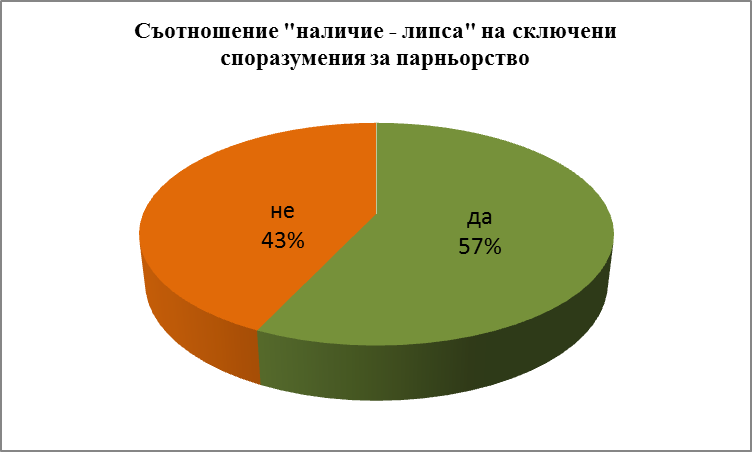 Съотношение "наличие - липса" на сключени
споразумения за парньорство
не
43%
да
57%